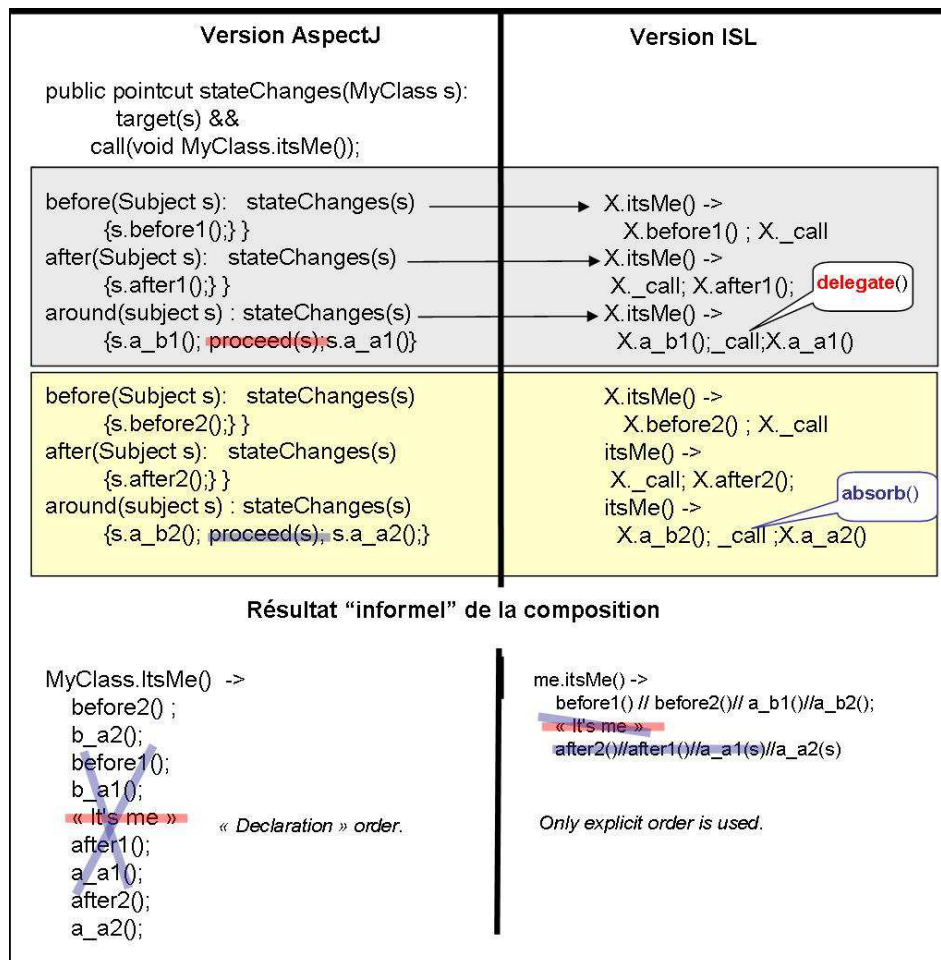 Version AspectJ
Version ISL
public pointcut stateChanges(MyClass s):
target(s) &&
call(void MyClass.itsMe());
before(Subject s): stateChanges(s)
{s.before1();} }
after(Subject s): stateChanges(s)
{s.after1();} }
around(subject s) : stateChanges(s)
{s.a_b1(); proceed(s);s.a_a1()}
X.itsMe() ->
X.before1() ; X._call
X.itsMe() ->
X._call; X.after1();
delegate()
X.itsMe() ->
X.a_b1();_call;X.a_a1()
before(Subject s): stateChanges(s)
{s.before2();} }
after(Subject s): stateChanges(s)
{s.after2();} }
around(subject s) : stateChanges(s)
{s.a_b2(); proceed(s); s.a_a2();}
X.itsMe() ->
X.before2() ; X._call
itsMe() ->
X._call; X.after2();
absorb()
itsMe() ->
X.a_b2(); _call ;X.a_a2()
Résultat “informel” de la composition
MyClass.ItsMe() ->
before2() ;
b_a2();
before1();
b_a1();
« It's me »
after1();
a_a1();
after2();
a_a2();
« Declaration » order.
me.itsMe() ->
before1() // before2()// a_b1()//a_b2();
« It's me »
after2()//after1()//a_a1(s)//a_a2(s)
Only explicit order is used.